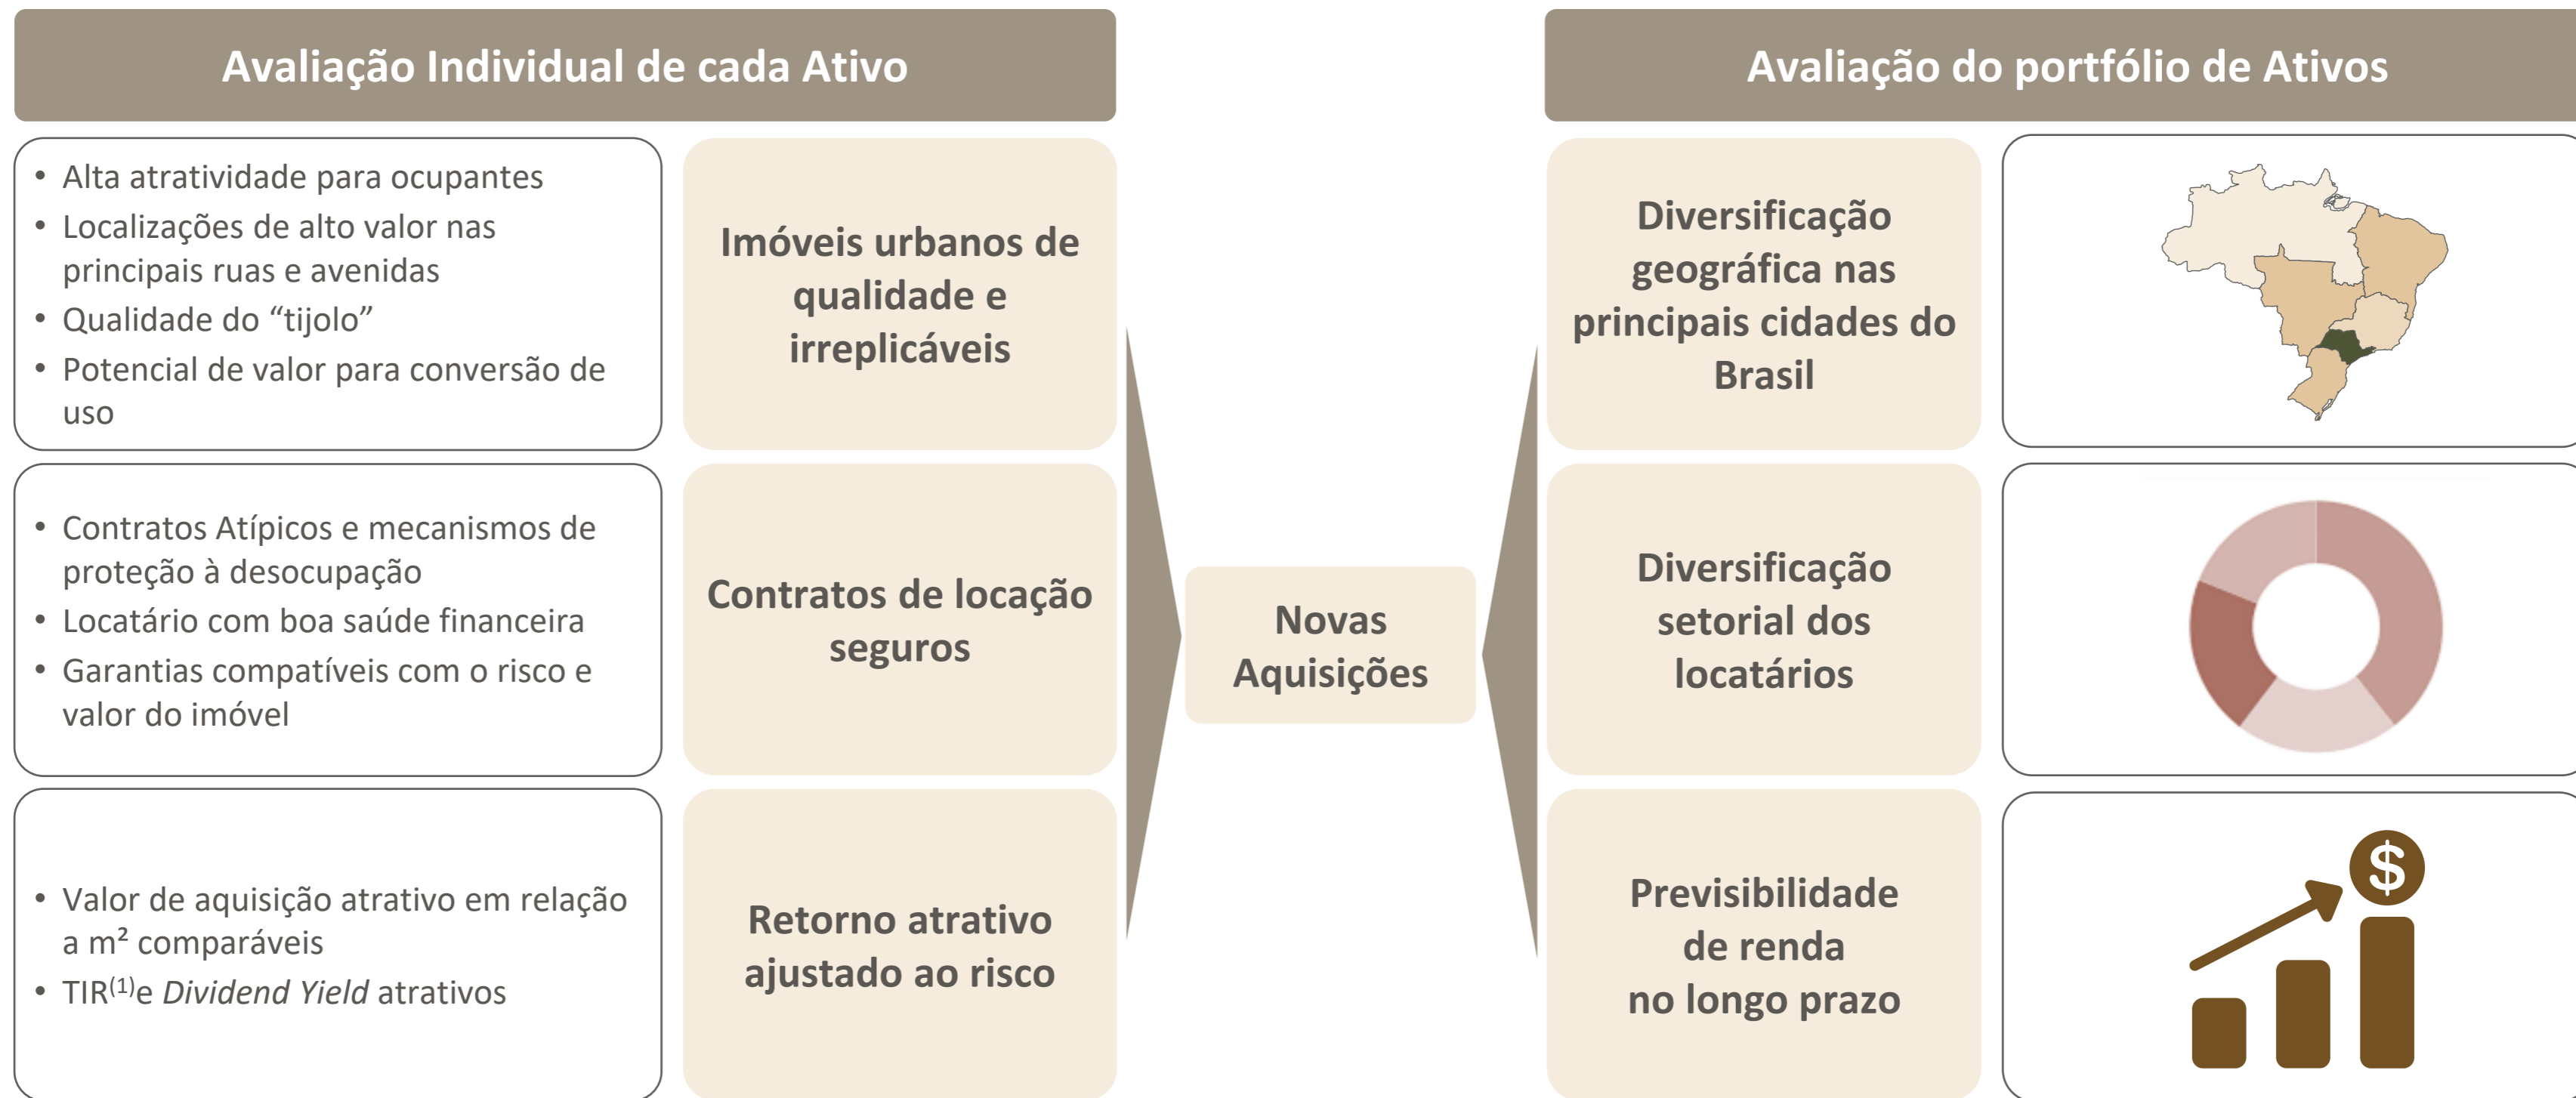 Avaliação Individual de cada Ativo
Avaliação do portfólio de Ativos
• Alta atratividade para ocupantes
• Localizações de alto valor nas
principais ruas e avenidas
• Qualidade do “tijolo”
• Potencial de valor para conversão de
uso
Imóveis urbanos de
qualidade e
irreplicáveis
Diversificação
geográfica nas
principais cidades do
Brasil
• Contratos Atípicos e mecanismos de
proteção à desocupação
• Locatário com boa saúde financeira
• Garantias compatíveis com o risco e
valor do imóvel
Contratos de locação
seguros
Novas
Aquisições
Diversificação
setorial dos
locatários
• Valor de aquisição atrativo em relação
a m² comparáveis
• TIR⁽¹⁾e Dividend Yield atrativos
Retorno atrativo
ajustado ao risco
Previsibilidade
de renda
no longo prazo
$